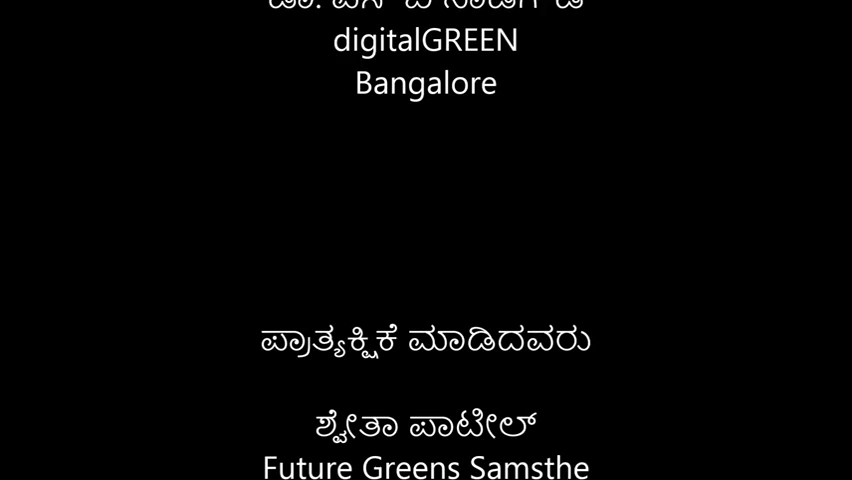 digitalGREEN
Bangalore
ಪ್ರಾತ್ಯಕ್ಷಿಕೆ ಮಾಡಿದವರು
ಶ್ವೇತಾ ಪಾಟೀಲ್
Future Greens Samsthe